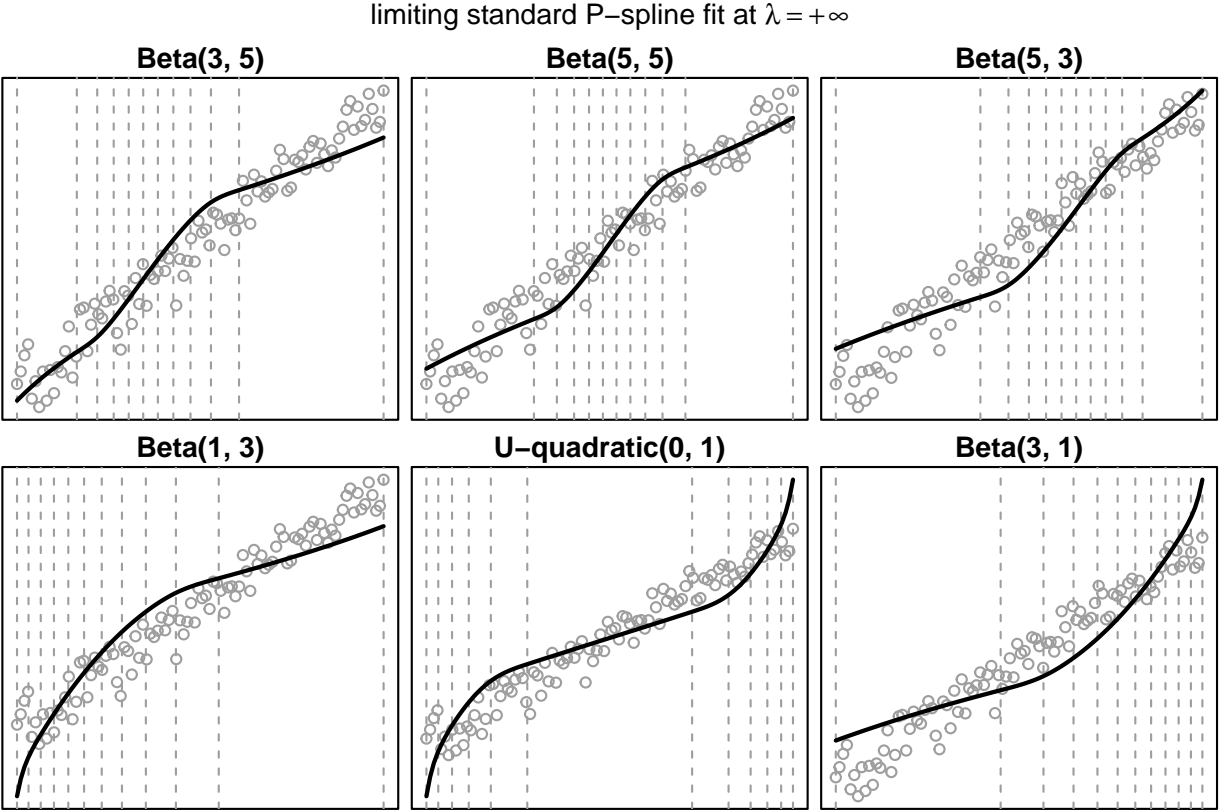 limiting standard P−spline fit at λ = +∞
Beta(3, 5)
Beta(5, 5)
Beta(5, 3)
Beta(1, 3)
U−quadratic(0, 1)
Beta(3, 1)